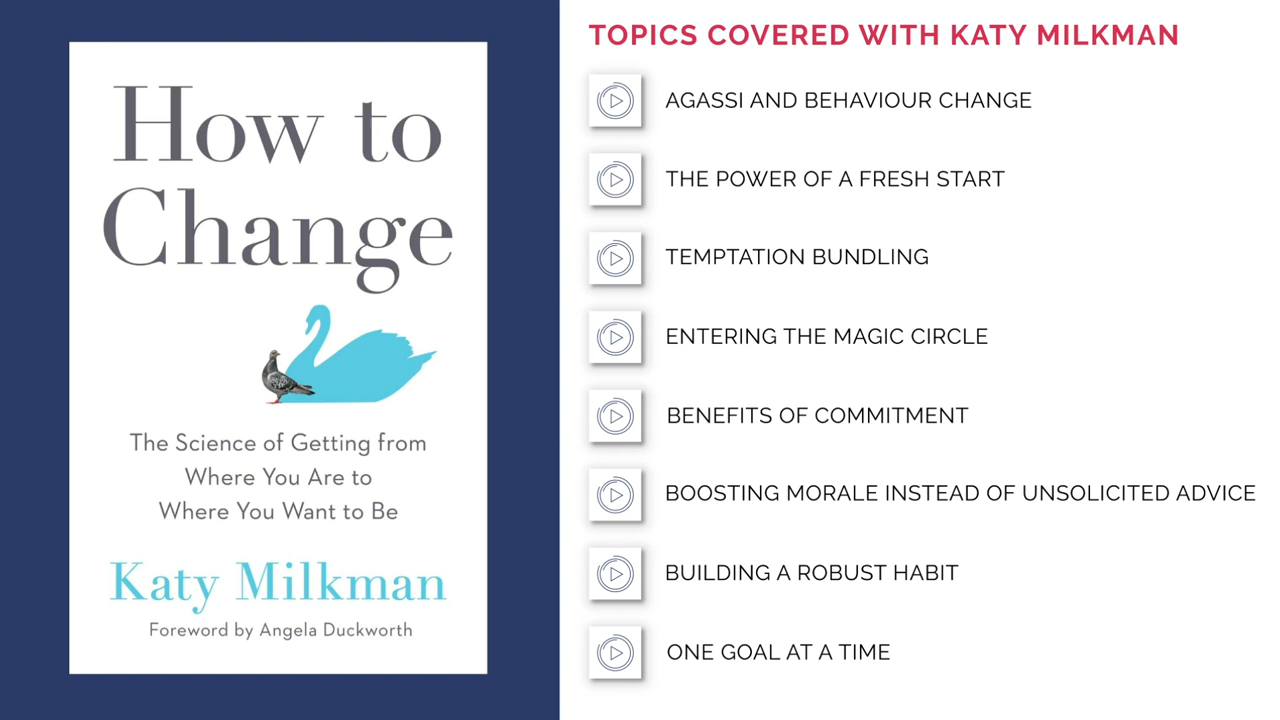 How to
Change
The Science of Getting from
Where You Are to
Where You Want to Be
Katy Milkman
Foreword by Angela Duckworth
TOPICS COVERED WITH KATY MILKMAN
AGASSI AND BEHAVIOUR CHANGE
THE POWER OF A FRESH START
TEMPTATION BUNDLING
ENTERING THE MAGIC CIRCLE
BENEFITS OF COMMITMENT
BOOSTING MORALE INSTEAD OF UNSOLICITED ADVICE
BUILDING A ROBUST HABIT
ONE GOAL AT A TIME